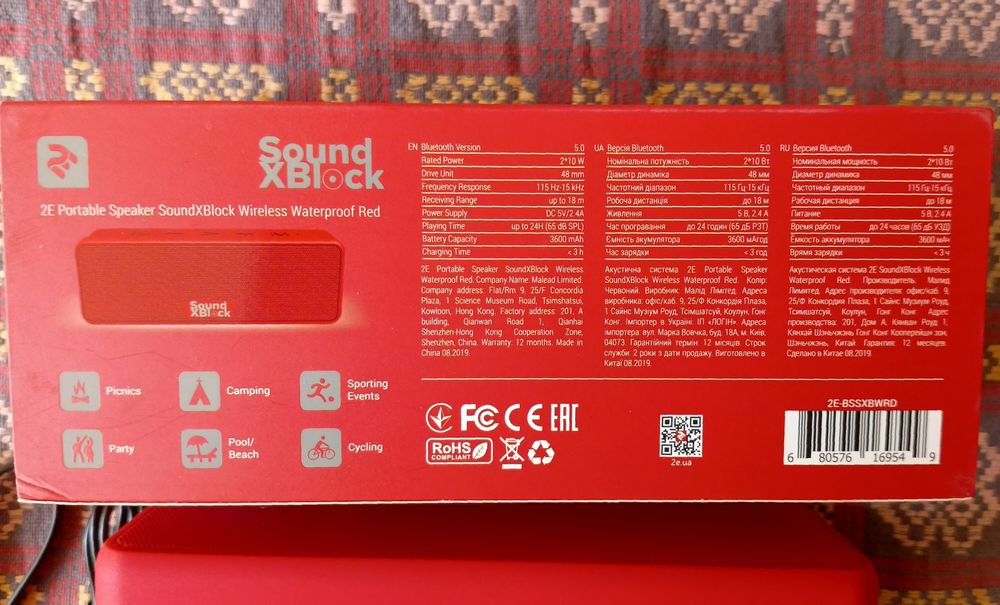 Sound
XBlock
2E Portable Speaker SoundXBlock Wireless Waterproof Red
Sound
XBlock
Picnics
Camping
Sporting
Events
Party
Pool/
Beach
Cycling
EN Bluetooth Version 5.0
Rated Power 2*10 W
Drive Unit 48 mm
Frequency Response 115 Hz-15 kHz
Receiving Range up to 18 m
Power Supply DC 5V/2.4A
Playing Time up to 24H (65 dB SPL)
Battery Capacity 3600 mAh
Charging Time < 3 h
2E Portable Speaker SoundXBlock Wireless
Waterproof Red. Company Name: Malead Limited.
Company address: Flat/Rm 9, 25/F Concordia
Plaza, 1 Science Museum Road, Tsimshatsui,
Kowloon, Hong Kong. Factory address: 201, A
building, Qianwan Road 1, Qianhai
Shenzhen-Hong Kong Cooperation Zone,
Shenzhen, China. Warranty: 12 months. Made in
China 08.2019.
UA Версія Bluetooth 5.0
Номінальна потужність 2*10 Вт
Діаметр динаміка 48 мм
Частотний діапазон 115 Гц-15 кГц
Робоча дистанція до 18 м
Живлення 5 В, 2.4 А
Час програвання до 24 годин (65 дБ РЗТ)
Ємність акумулятора 3600 мАгод
Час зарядки < 3 год
Акустична система 2E Portable Speaker
SoundXBlock Wireless Waterproof Red. Колір:
Червоний. Виробник: Малд Лімітед. Адреса
виробника: офіс/каб. 9, 25/Ф Конкордія Плаза,
1 Сайнс Музіум Роуд, Тсимшатсуі, Коулун, Гонг
Конг. Імпортер в Україні: ІП «ЛОГІН». Адреса
імпортера вул. Марка Вовчка, буд. 18А, м. Київ,
04073. Гарантійний термін: 12 місяців. Строк
служби: 2 роки з дати продажу. Виготовлено в
Китаї 08.2019.
RU Версия Bluetooth 5.0
Номинальная мощность 2*10 Вт
Диаметр динамика 48 мм
Частотный диапазон 115 Гц-15 кГц
Рабочая дистанция до 18 м
Питание 5 В, 2.4 А
Время работы до 24 часов (65 дБ УЗД)
Емкость аккумулятора 3600 мАч
Врямя зарядки < 3 ч
Акустическая система 2E SoundXBlock Wireless
Waterproof Red. Производитель: Малид
Лимитед. Адрес производителя: офис/каб. 9,
25/Ф Конкордия Плаза, 1 Сайнс Музіум Роуд,
Тсимшатсуі, Коулун, Гонг Конг. Адрес
производства: 201, Дом А, Кянван Роуд 1,
Кянхай Шэньчжэнь Гонг Конг Кооперейшн зон,
Шэньчжэнь, Китай. Гарантия: 12 месяцев.
Сделано в Китае 08.2019.
FC CE EAC
RoHS
COMPLIANT
2e.ua
2E-BSSXBWRD
6 80576 16954 9